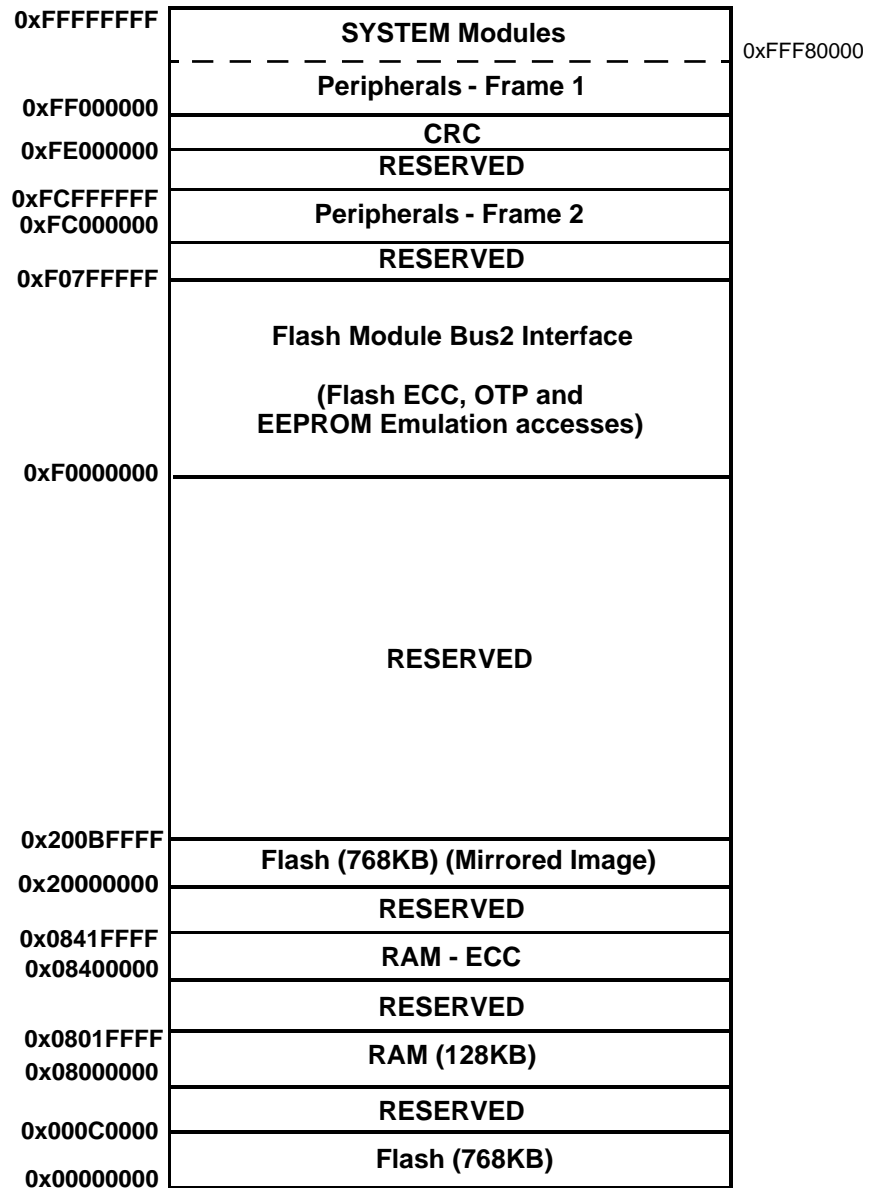 0xFFFFFFFF
SYSTEM Modules
0xFFF80000
Peripherals - Frame 1
0xFF000000
CRC
0xFE000000
RESERVED
0xFCFFFFFF
Peripherals - Frame 2
0xFC000000
RESERVED
0xF07FFFFF
Flash Module Bus2 Interface
(Flash ECC, OTP and
EEPROM Emulation accesses)
0xF0000000
RESERVED
0x200BFFFF
Flash (768KB) (Mirrored Image)
0x20000000
RESERVED
0x0841FFFF
RAM - ECC
0x08400000
RESERVED
0x0801FFFF
RAM (128KB)
0x08000000
RESERVED
0x000C0000
Flash (768KB)
0x00000000